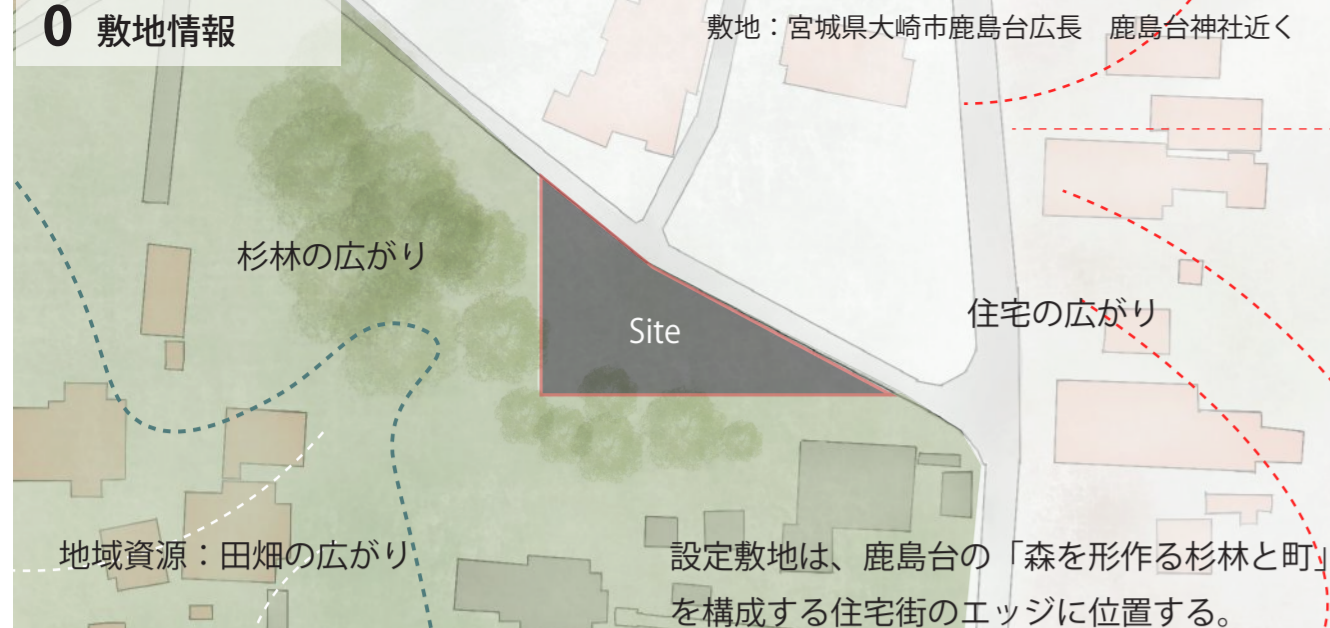 0 敷地情報
敷地：宮城県大崎市鹿島台広長　鹿島台神社近く
杉林の広がり
Site
住宅の広がり
地域資源：田畑の広がり
設定敷地は、鹿島台の「森を形作る杉林と町」
を構成する住宅街のエッジに位置する。